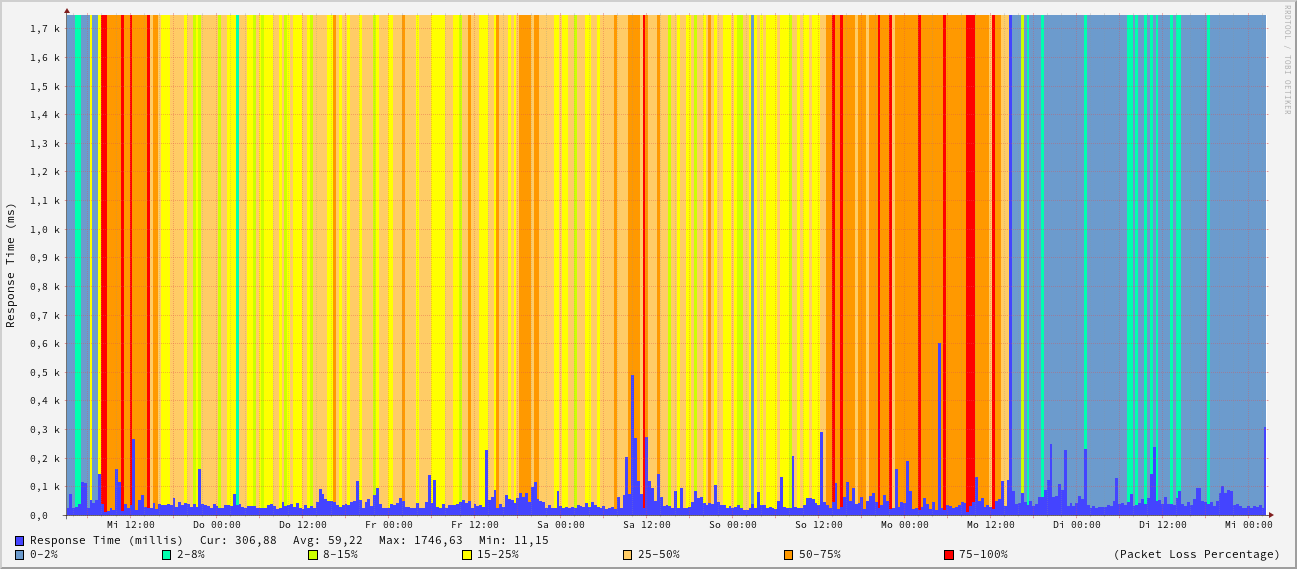 RRDTOOL / TOBI OETIKER
Response Time (ms)
1,7 k
1,6 k
1,5 k
1,4 k
1,3 k
1,2 k
1,1 k
1,0 k
0,9 k
0,8 k
0,7 k
0,6 k
0,5 k
0,4 k
0,3 k
0,2 k
0,1 k
0,0
Mi 12:00 Do 00:00 Do 12:00 Fr 00:00 Fr 12:00 Sa 00:00 Sa 12:00 So 00:00 So 12:00 Mo 00:00 Mo 12:00 Di 00:00 Di 12:00 Mi 00:00
Response Time (millis) Cur: 306,88 Avg: 59,22 Max: 1746,63 Min: 11,15
0-2% 2-8% 8-15% 15-25% 25-50% 50-75% 75-100% (Packet Loss Percentage)